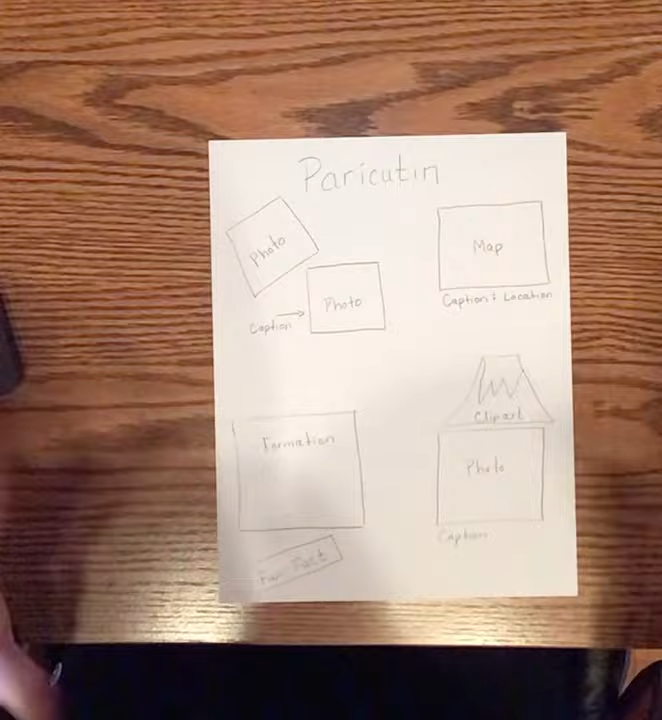 Paricutin
Photo
Map
Photo
Caption
Caption: Location
Clipart
Formation
Photo
Caption
Fun Fact